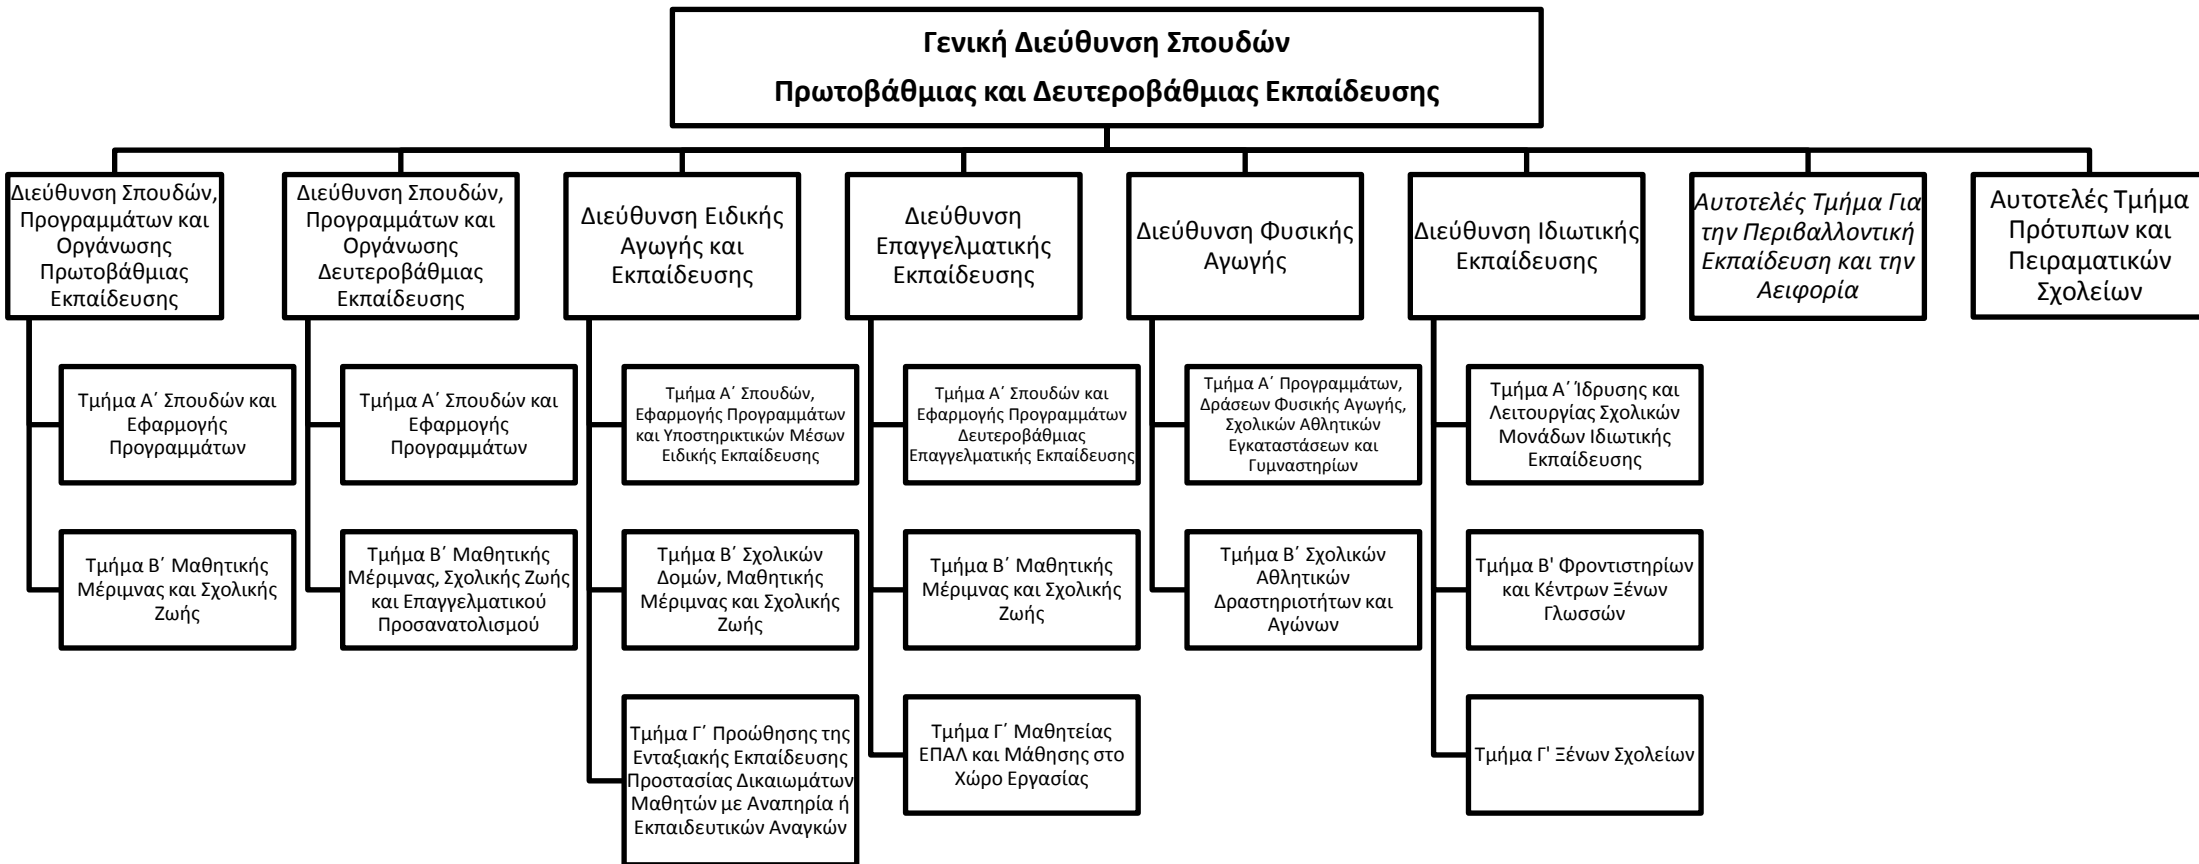 Γενική Διεύθυνση Σπουδών
Πρωτοβάθμιας και Δευτεροβάθμιας Εκπαίδευσης
Διεύθυνση Σπουδών,
Προγραμμάτων και
Οργάνωσης
Πρωτοβάθμιας
Εκπαίδευσης
Διεύθυνση Σπουδών,
Προγραμμάτων και
Οργάνωσης
Δευτεροβάθμιας
Εκπαίδευσης
Διεύθυνση Ειδικής
Αγωγής και
Εκπαίδευσης
Διεύθυνση
Επαγγελματικής
Εκπαίδευσης
Διεύθυνση Φυσικής
Αγωγής
Διεύθυνση Ιδιωτικής
Εκπαίδευσης
Αυτοτελές Τμήμα Για
την Περιβαλλοντική
Εκπαίδευση και την
Αειφορία
Αυτοτελές Τμήμα
Πρότυπων και
Πειραματικών
Σχολείων
Τμήμα Α΄ Σπουδών και
Εφαρμογής
Προγραμμάτων
Τμήμα Α΄ Σπουδών και
Εφαρμογής
Προγραμμάτων
Τμήμα Α΄ Σπουδών,
Εφαρμογής Προγραμμάτων
και Υποστηρικτικών Μέσων
Ειδικής Εκπαίδευσης
Τμήμα Α΄ Σπουδών και
Εφαρμογής Προγραμμάτων
Δευτεροβάθμιας
Επαγγελματικής Εκπαίδευσης
Τμήμα Α΄ Προγραμμάτων,
Δράσεων Φυσικής Αγωγής,
Σχολικών Αθλητικών
Εγκαταστάσεων και
Γυμναστηρίων
Τμήμα Α΄ Ίδρυσης και
Λειτουργίας Σχολικών
Μονάδων Ιδιωτικής
Εκπαίδευσης
Τμήμα Β΄ Μαθητικής
Μέριμνας και Σχολικής
Ζωής
Τμήμα Β΄ Μαθητικής
Μέριμνας, Σχολικής Ζωής
και Επαγγελματικού
Προσανατολισμού
Τμήμα Β΄ Σχολικών
Δομών, Μαθητικής
Μέριμνας και Σχολικής
Ζωής
Τμήμα Β΄ Μαθητικής
Μέριμνας και Σχολικής
Ζωής
Τμήμα Β΄ Σχολικών
Αθλητικών
Δραστηριοτήτων και
Αγώνων
Τμήμα Β' Φροντιστηρίων
και Κέντρων Ξένων
Γλωσσών
Τμήμα Γ΄ Προώθησης της
Ενταξιακής Εκπαίδευσης
Προστασίας Δικαιωμάτων
Μαθητών με Αναπηρία ή
Εκπαιδευτικών Αναγκών
Τμήμα Γ΄ Μαθητείας
ΕΠΑΛ και Μάθησης στο
Χώρο Εργασίας
Τμήμα Γ' Ξένων Σχολείων